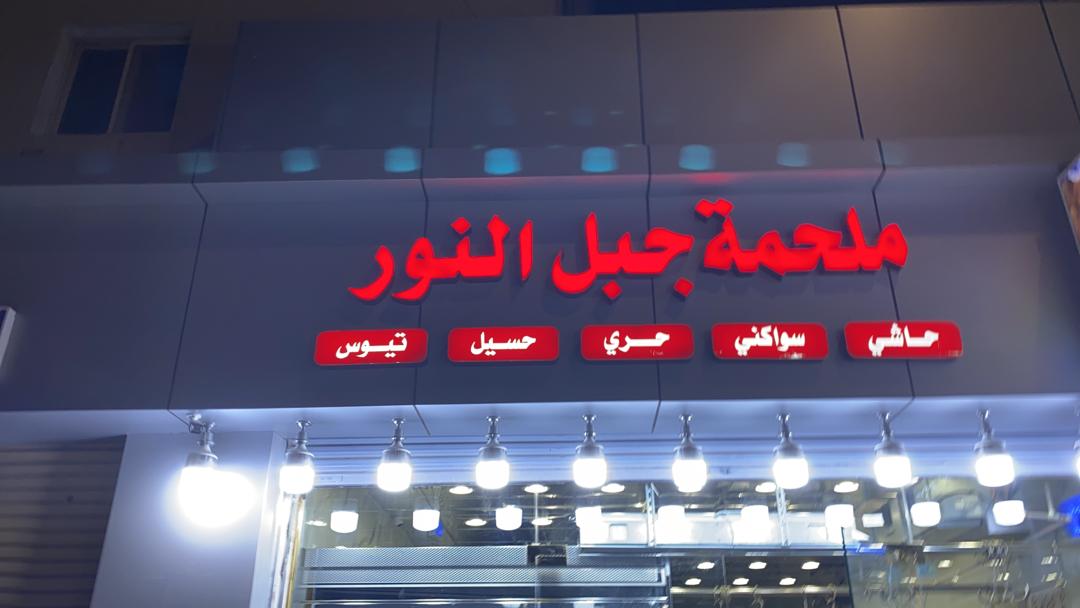 ملحمة جبل النور
حاشي سواكني حري حسيل تيوس